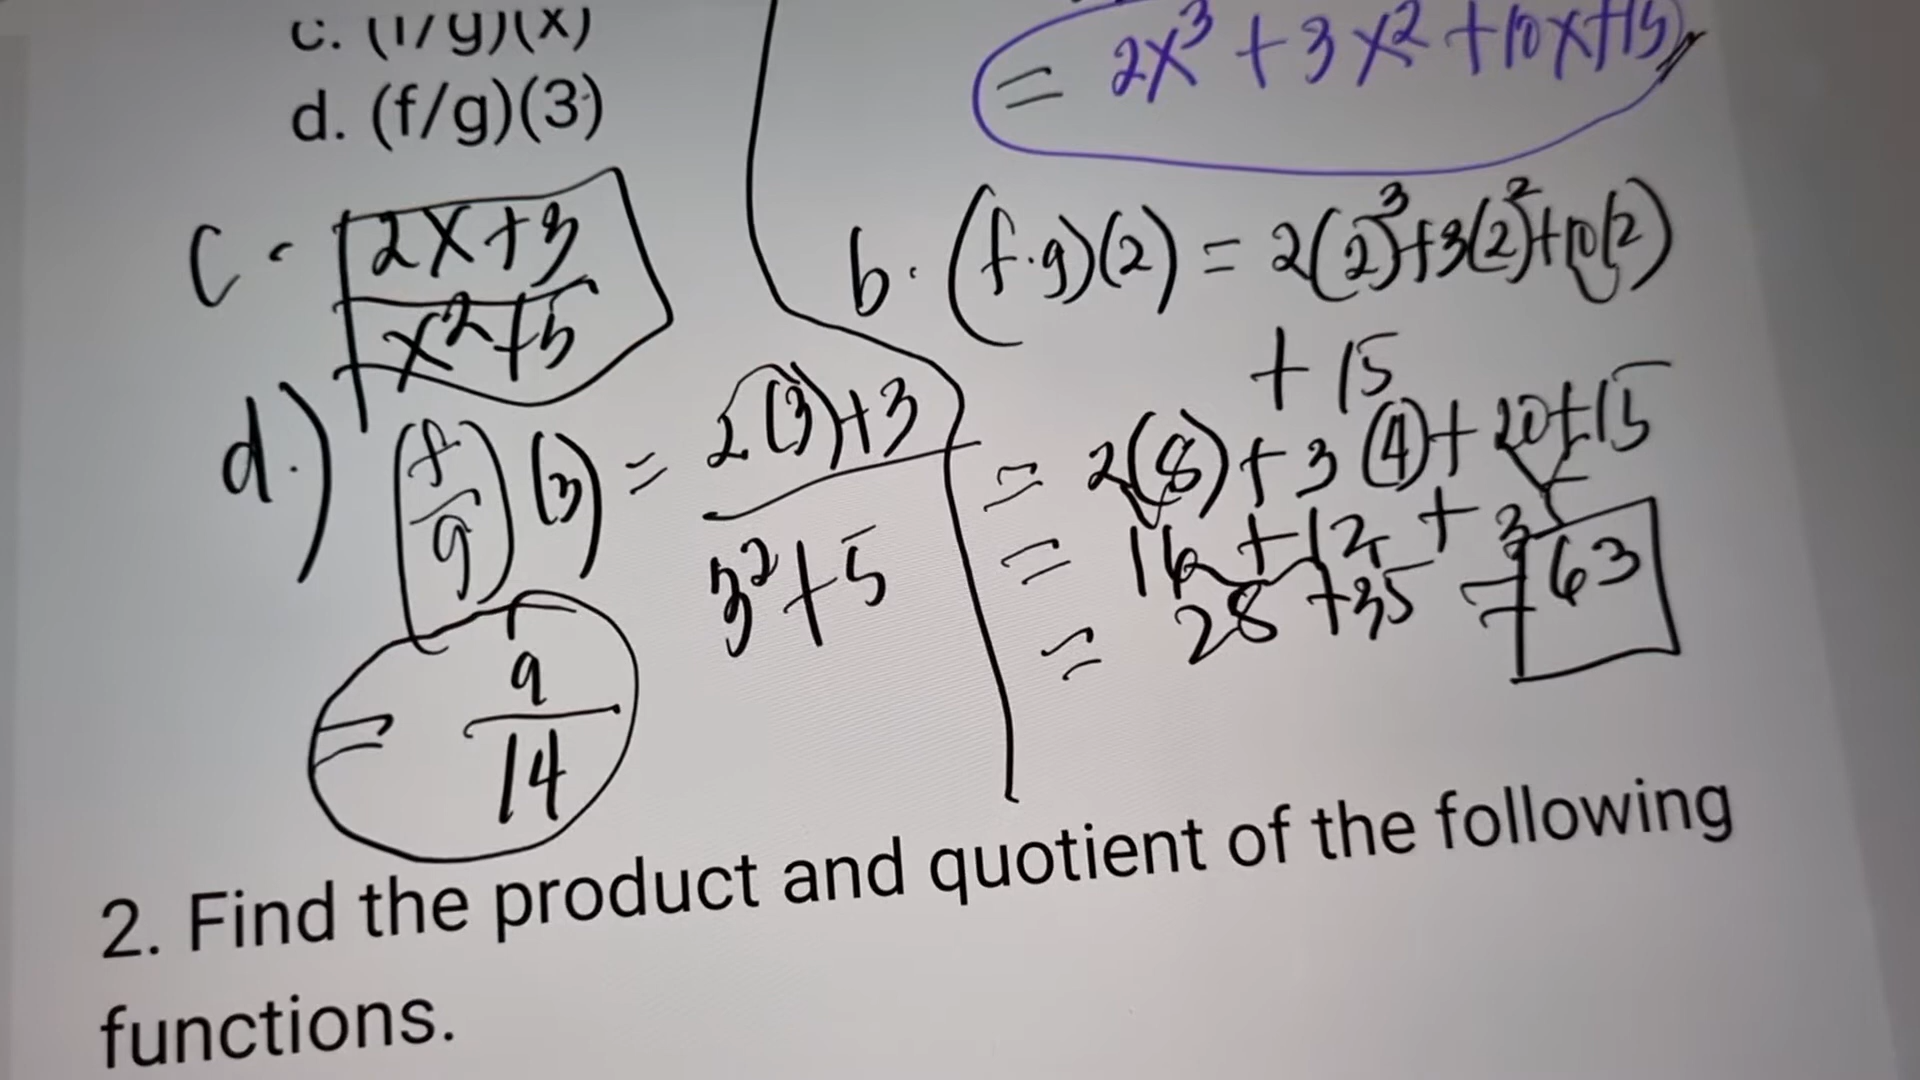 c. (f/g)(x)
d. (f/g)(3)
= 2x³ + 3x² + 10x + 15
c. 2x+3
x²+5
b. (f·g)(2) = 2(2)³+3(2)²+10(2)
+ 15
= 2(8) + 3(4) + 20+15
= 16 + 12 + 3
= 28 + 35 = 63
d.) (f/g)(3) = 2(3)+3
3²+5
= 9
14
2. Find the product and quotient of the following
functions.